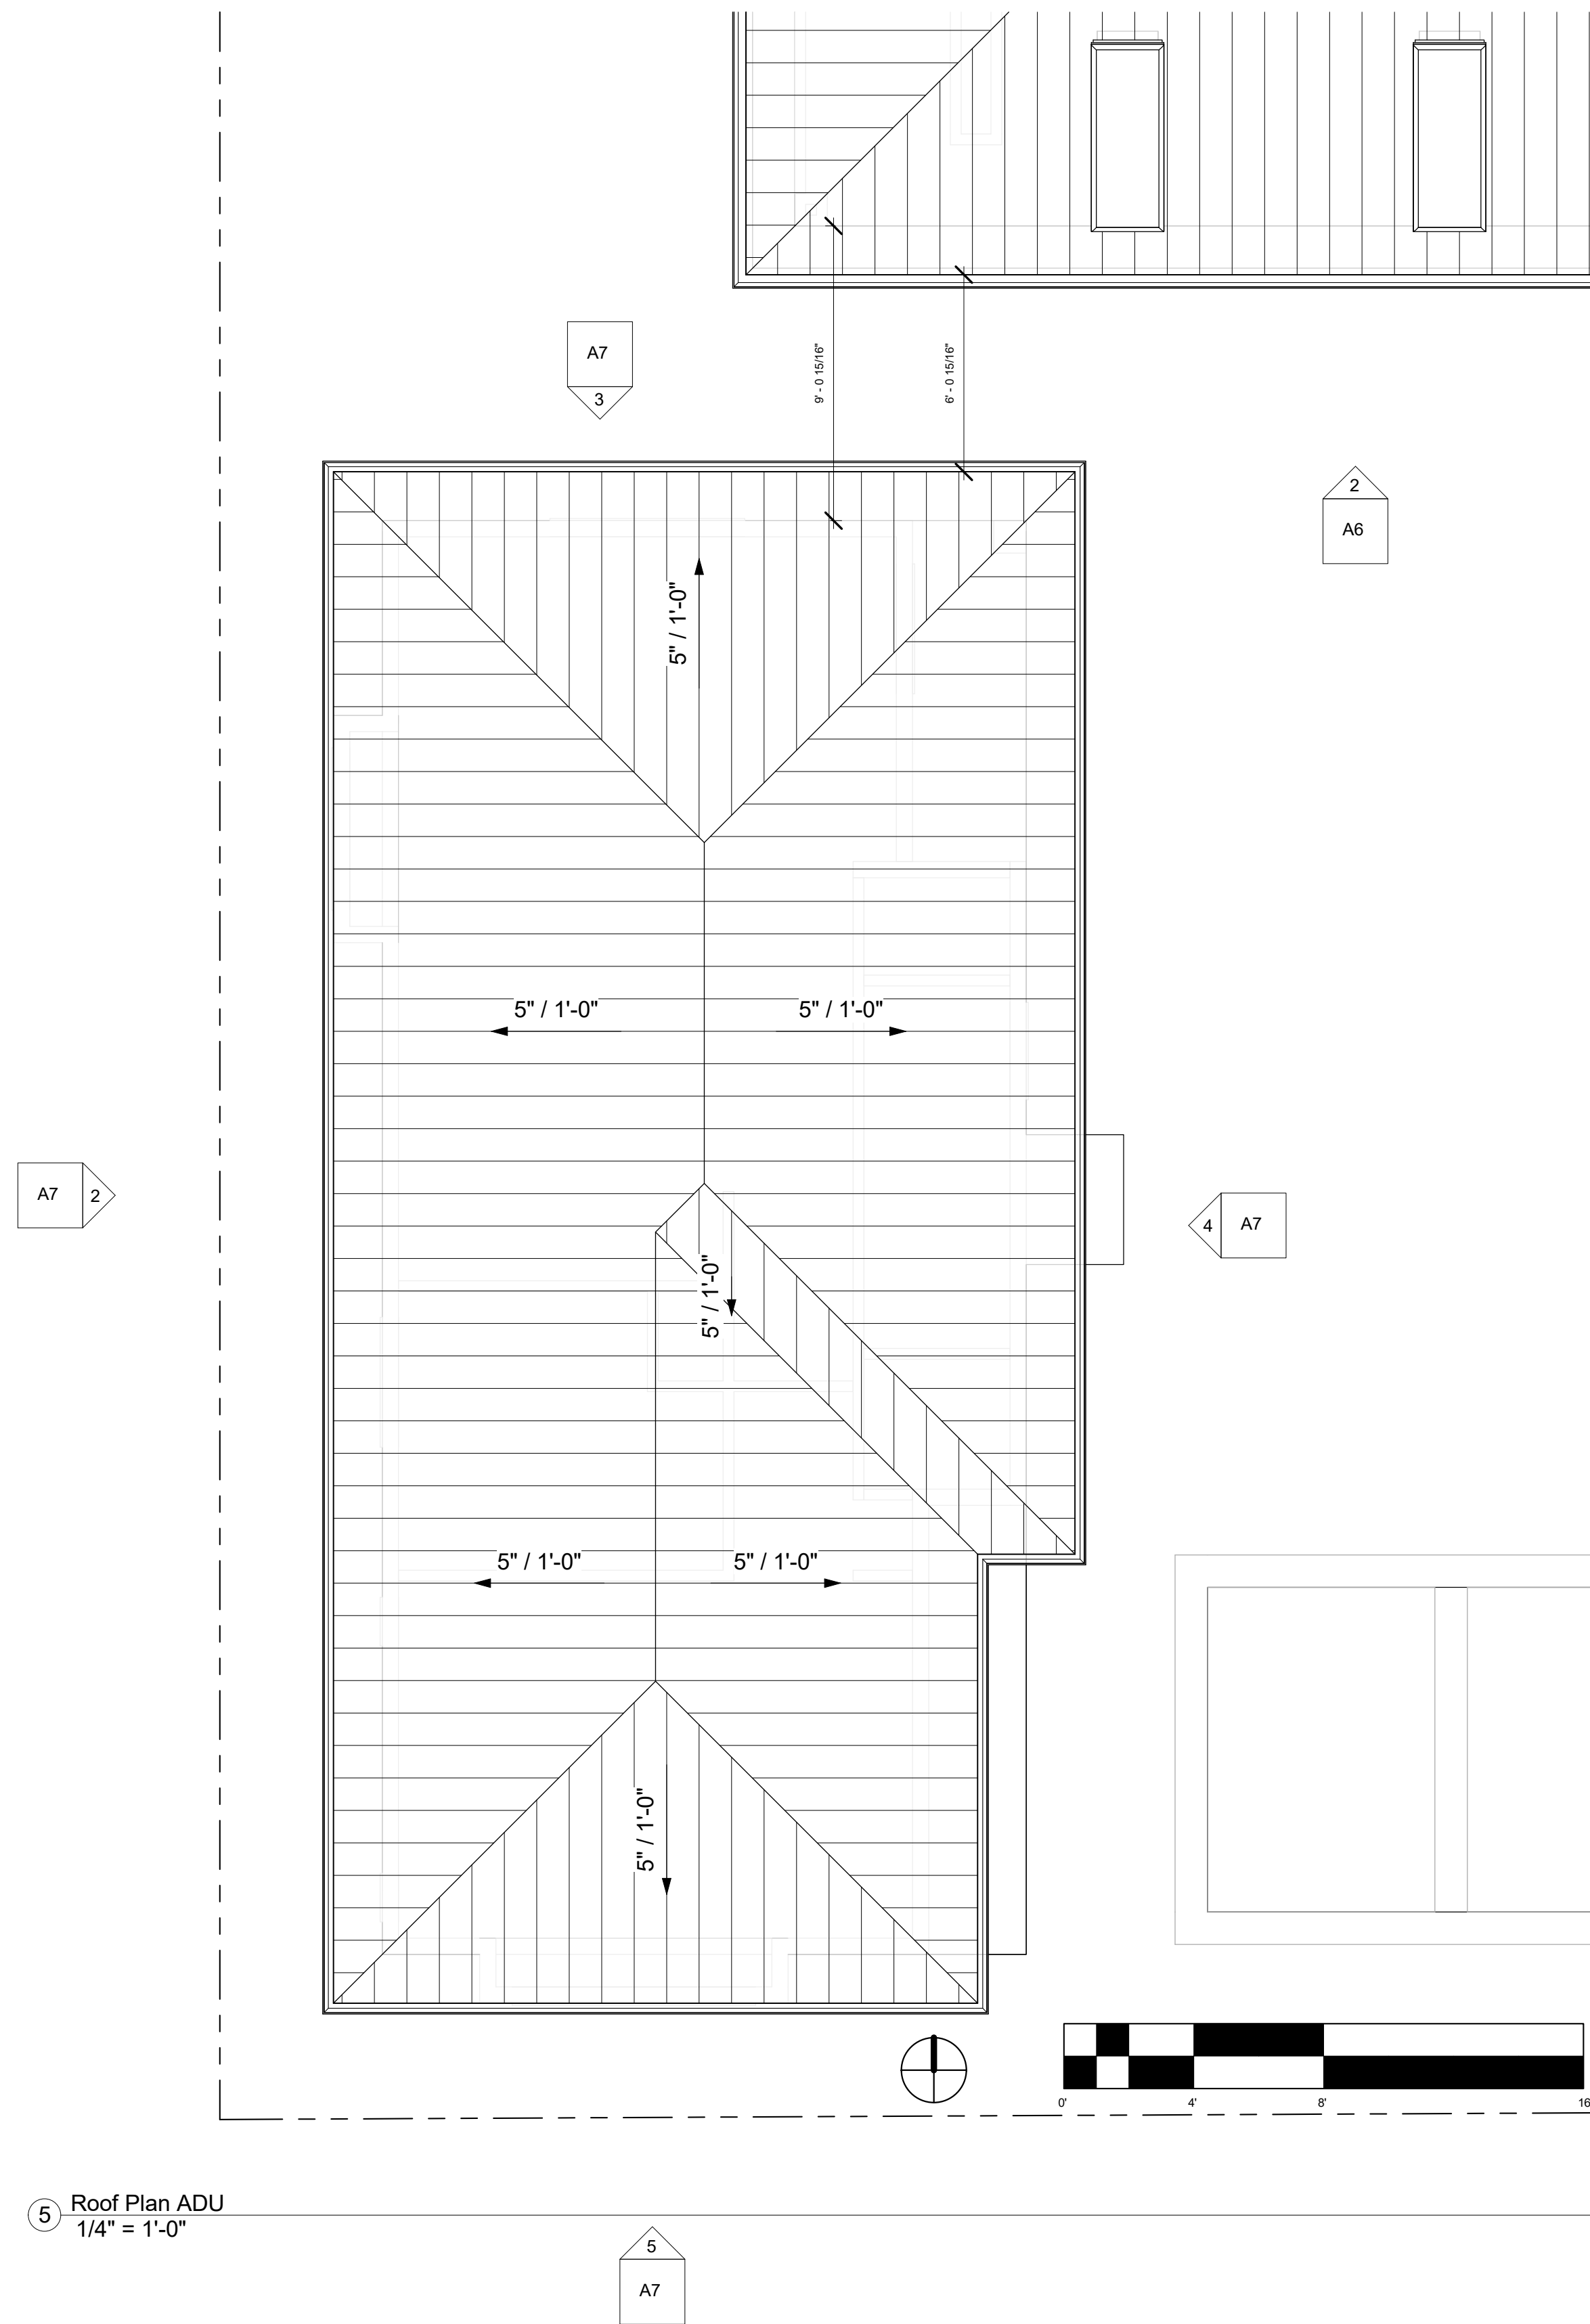 A7
3
9' - 0 15/16"
6' - 0 15/16"
2
A6
5" / 1'-0"
5" / 1'-0"
5" / 1'-0"
A7
2
4
A7
5" / 1'-0"
5" / 1'-0"
5" / 1'-0"
5" / 1'-0"
0'
4'
8'
16
5
Roof Plan ADU
1/4" = 1'-0"
5
A7